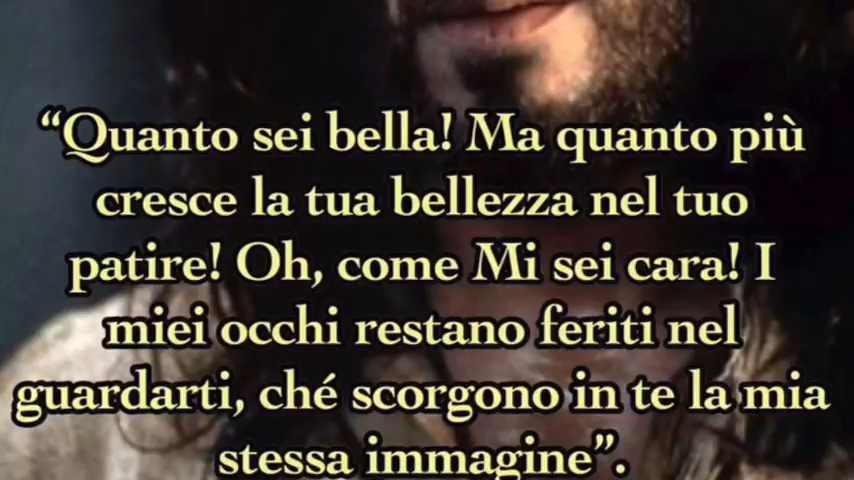 “Quanto sei bella! Ma quanto più
cresce la tua bellezza nel tuo
patire! Oh, come Mi sei cara! I
miei occhi restano feriti nel
guardarti, ché scorgono in te la mia
stessa immagine”.